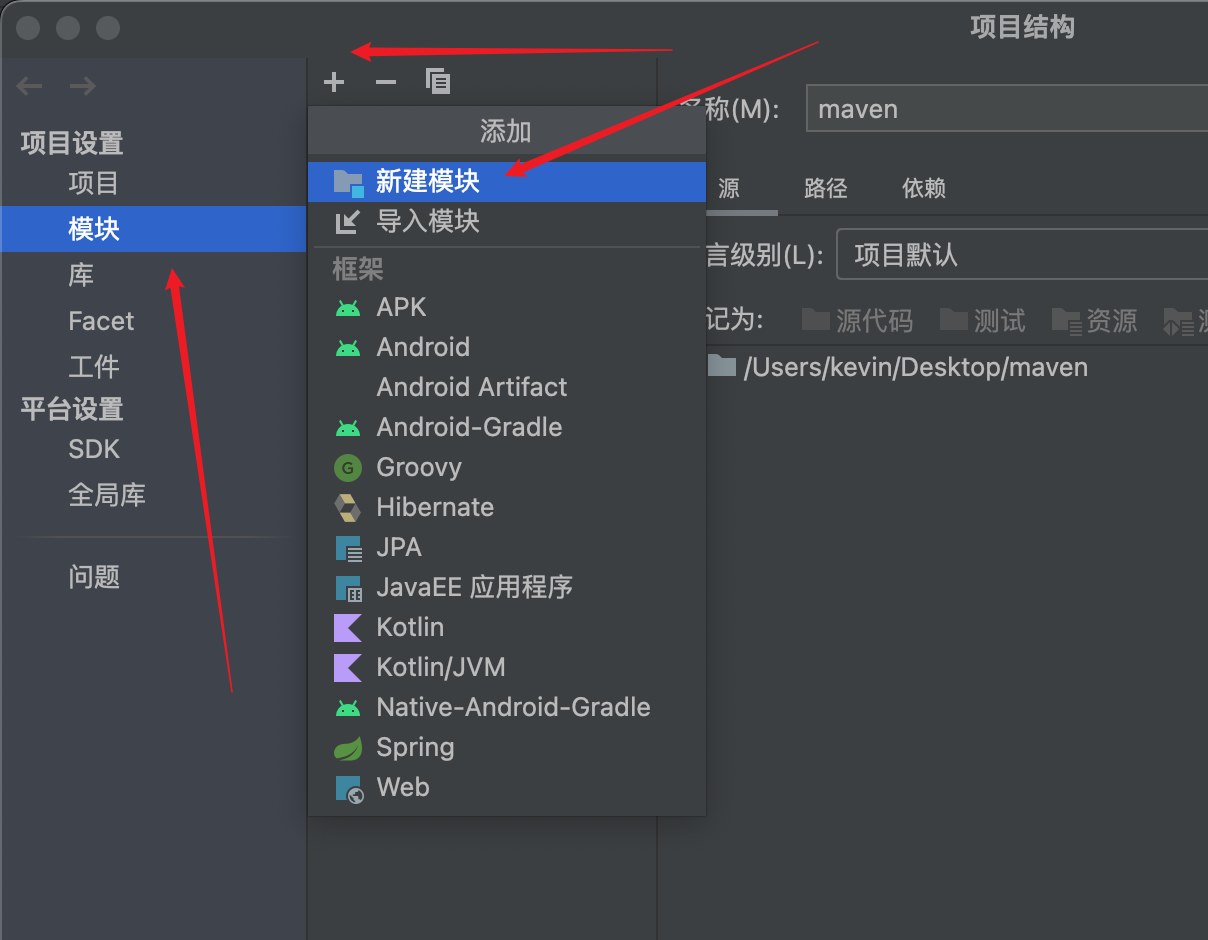 项目结构
项目设置
项目
模块
库
Facet
工件
平台设置
SDK
全局库
问题
添加
新建模块
导入模块
框架
APK
Android
Android Artifact
Android-Gradle
G Groovy
Hibernate
JPA
EE JavaEE 应用程序
Kotlin
Kotlin/JVM
Native-Android-Gradle
Spring
Web
称(M): maven
源 路径 依赖
言级别(L): 项目默认
记为: 源代码 测试 资源
/Users/kevin/Desktop/maven